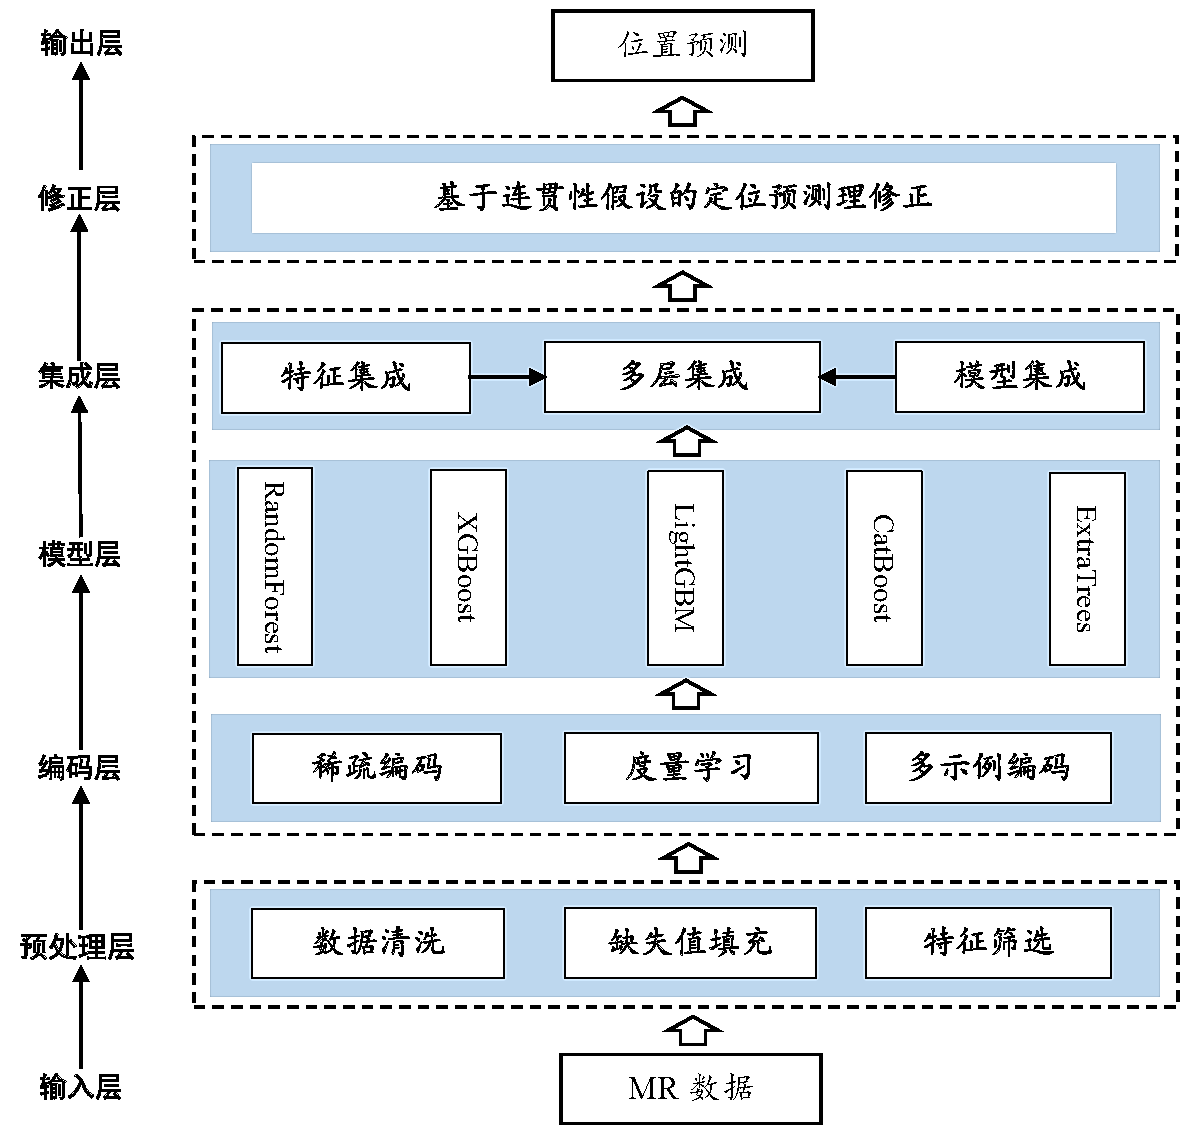 输出层
位置预测
修正层
基于连贯性假设的定位预测理修正
集成层
特征集成
多层集成
模型集成
模型层
RandomForest
XGBoost
LightGBM
CatBoost
ExtraTrees
编码层
稀疏编码
度量学习
多示例编码
预处理层
数据清洗
缺失值填充
特征筛选
输入层
MR 数据